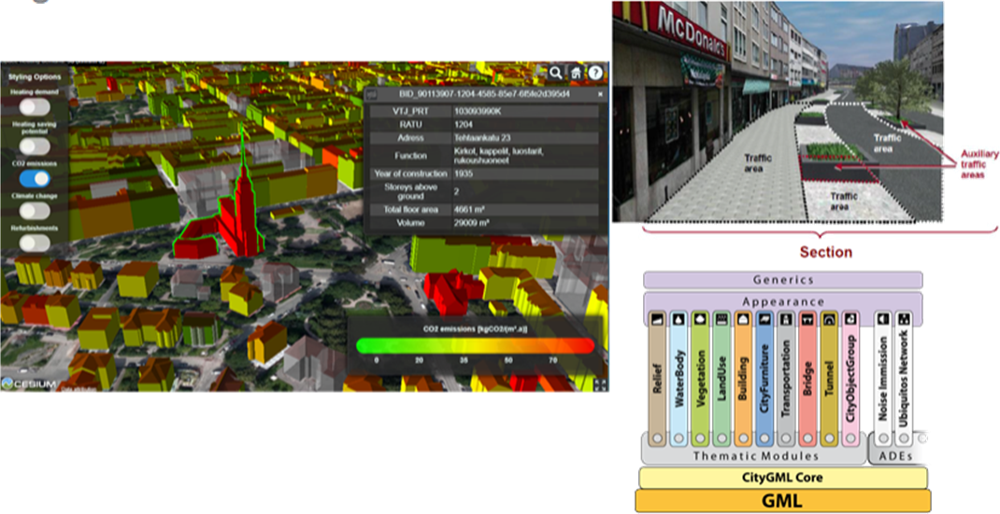 Styling Options
Heating demand
Heating saving
potential
CO2 emissions
Climate change
Refurbishments
BID_90113907-1204-4585-85e7-6f5fe2d395d4
VTJ_PRT 103093990K
RATU 1204
Adress Tehtaankatu 23
Function Kirkot, kappelit, luostarit,
rukoushuoneet
Year of construction 1935
Storeys above
ground 2
Total floor area 4661 m²
Volume 29009 m³
CO2 emissions [kgCO2/(m².a)]
0 20 35 50 70
CESIUM
Data attribution
McDonald's
Traffic
area
Traffic
area
Traffic
area
Auxiliary
traffic
areas
Section
Generics
Appearance
Relief
WaterBody
Vegetation
LandUse
Building
CityFurniture
Transportation
Bridge
Tunnel
CityObjectGroup
Noise Immission
Ubiquitos Network
Thematic Modules
ADEs
CityGML Core
GML